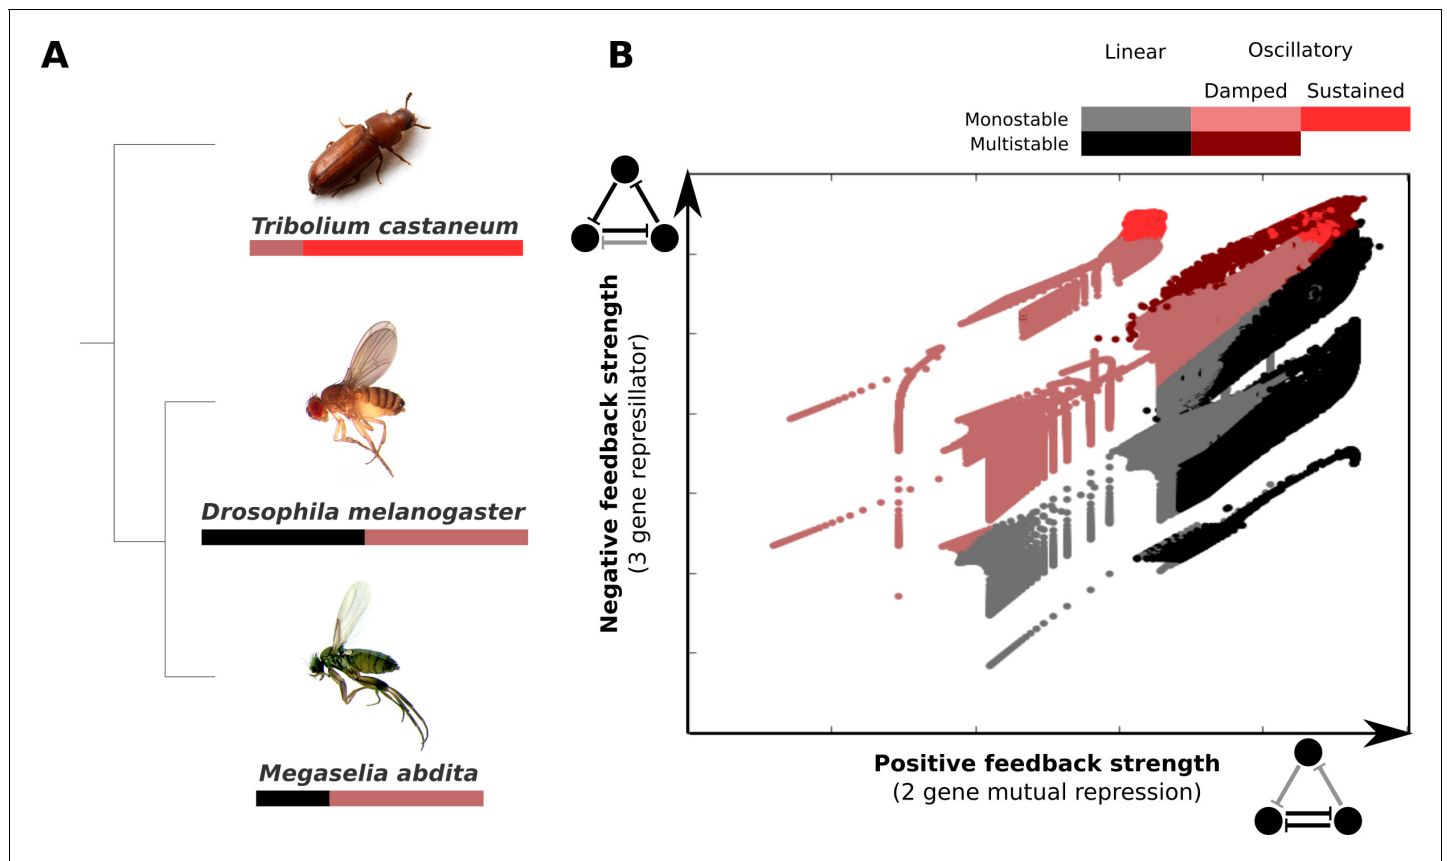 A
Tribolium castaneum
Drosophila melanogaster
Megaselia abdita
B
Linear
Oscillatory
Damped
Sustained
Monostable
Multistable
Negative feedback strength
(3 gene represillator)
Positive feedback strength
(2 gene mutual repression)